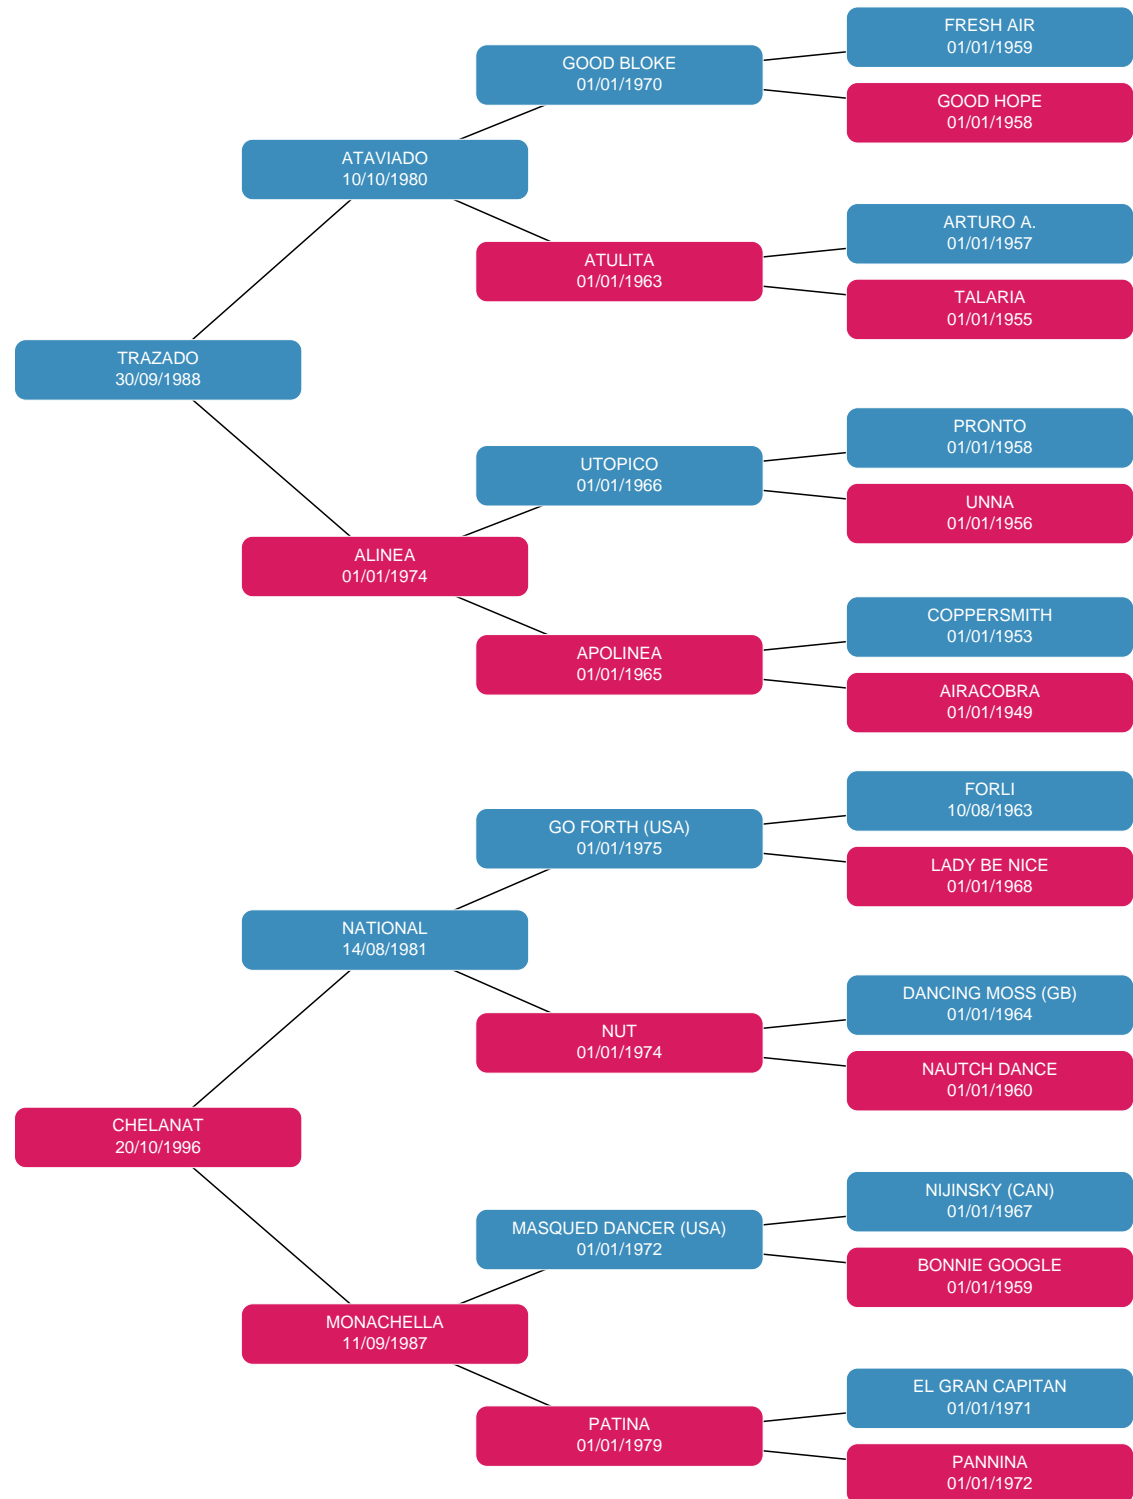 FRESH AIR
01/01/1959
GOOD BLOKE
01/01/1970
GOOD HOPE
01/01/1958
ATAVIADO
10/10/1980
ARTURO A.
01/01/1957
ATULITA
01/01/1963
TALARIA
01/01/1955
TRAZADO
30/09/1988
PRONTO
01/01/1958
UTOPICO
01/01/1966
UNNA
01/01/1956
ALINEA
01/01/1974
COPPERSMITH
01/01/1953
APOLINEA
01/01/1965
AIRACOBRA
01/01/1949
FORLI
10/08/1963
GO FORTH (USA)
01/01/1975
LADY BE NICE
01/01/1968
NATIONAL
14/08/1981
DANCING MOSS (GB)
01/01/1964
NUT
01/01/1974
NAUTCH DANCE
01/01/1960
CHELANAT
20/10/1996
NIJINSKY (CAN)
01/01/1967
MASQUED DANCER (USA)
01/01/1972
BONNIE GOOGLE
01/01/1959
MONACHELLA
11/09/1987
EL GRAN CAPITAN
01/01/1971
PATINA
01/01/1979
PANNINA
01/01/1972